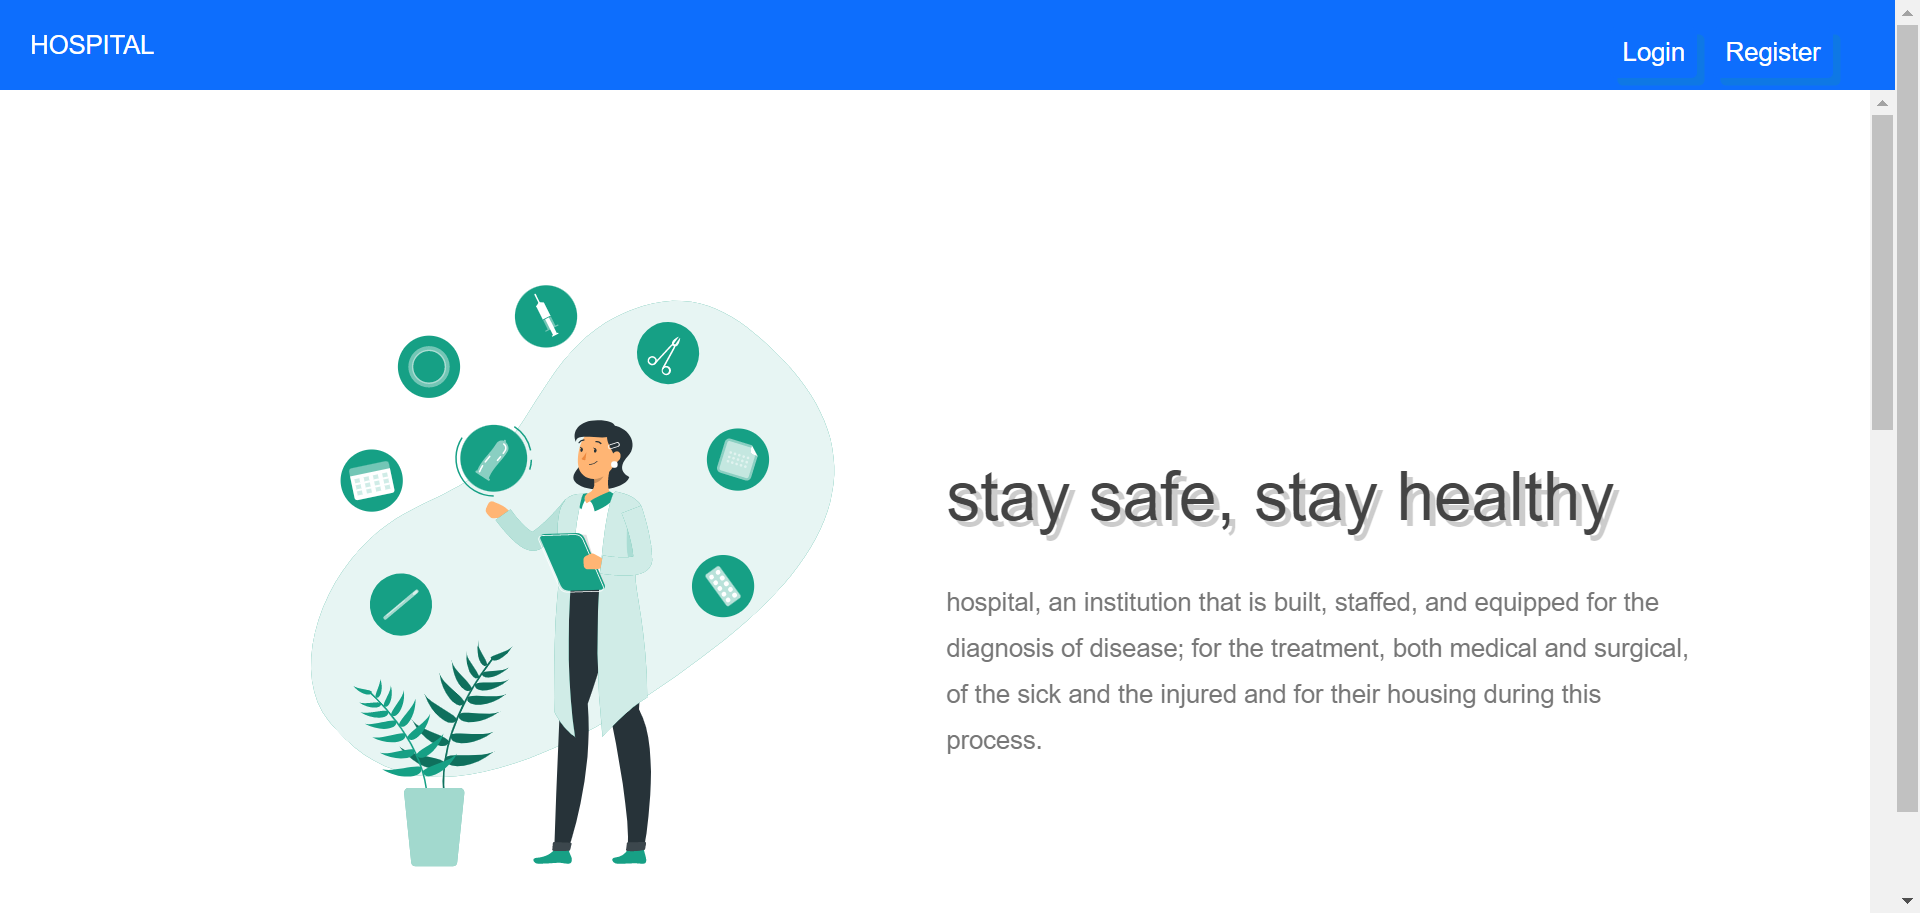 HOSPITAL
Login
Register
stay safe, stay healthy
hospital, an institution that is built, staffed, and equipped for the
diagnosis of disease; for the treatment, both medical and surgical,
of the sick and the injured and for their housing during this
process.